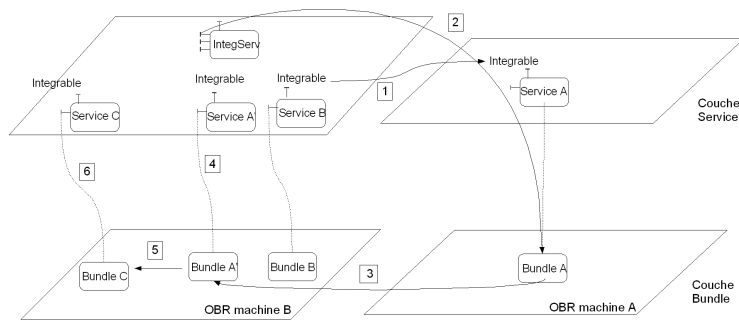 2
IntegServ
Integrable
Integrable
Integrable
1
Integrable
Service C
Service A'
Service B
Service A
Couche
Service
6
4
5
3
Bundle C
Bundle A'
Bundle B
Bundle A
Couche
Bundle
OBR machine B
OBR machine A